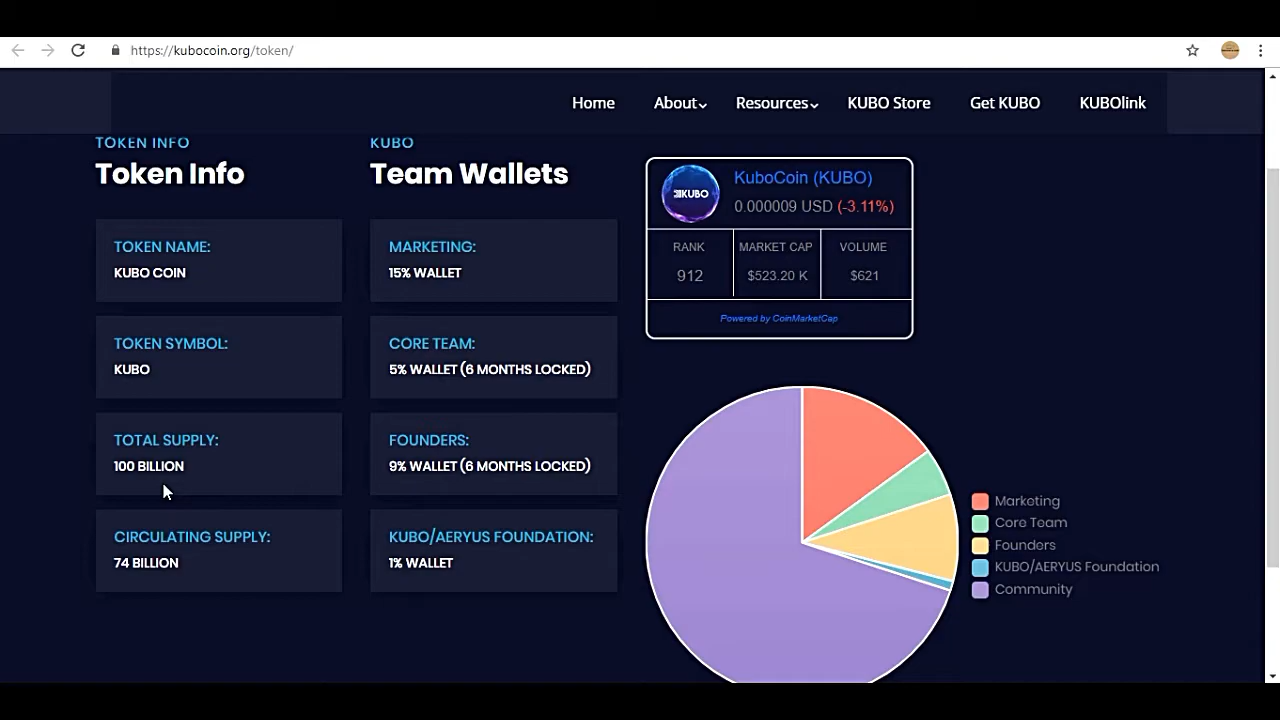 https://kubocoin.org/token/
Home About Resources KUBO Store Get KUBO KUBOlink
TOKEN INFO
Token Info
TOKEN NAME:
KUBO COIN
TOKEN SYMBOL:
KUBO
TOTAL SUPPLY:
100 BILLION
CIRCULATING SUPPLY:
74 BILLION
KUBO
Team Wallets
MARKETING:
15% WALLET
CORE TEAM:
5% WALLET (6 MONTHS LOCKED)
FOUNDERS:
9% WALLET (6 MONTHS LOCKED)
KUBO/AERYUS FOUNDATION:
1% WALLET
KUBO
KuboCoin (KUBO)
0.000009 USD (-3.11%)
RANK MARKET CAP VOLUME
912 $523.20 K $621
Powered by CoinMarketCap
Marketing
Core Team
Founders
KUBO/AERYUS Foundation
Community